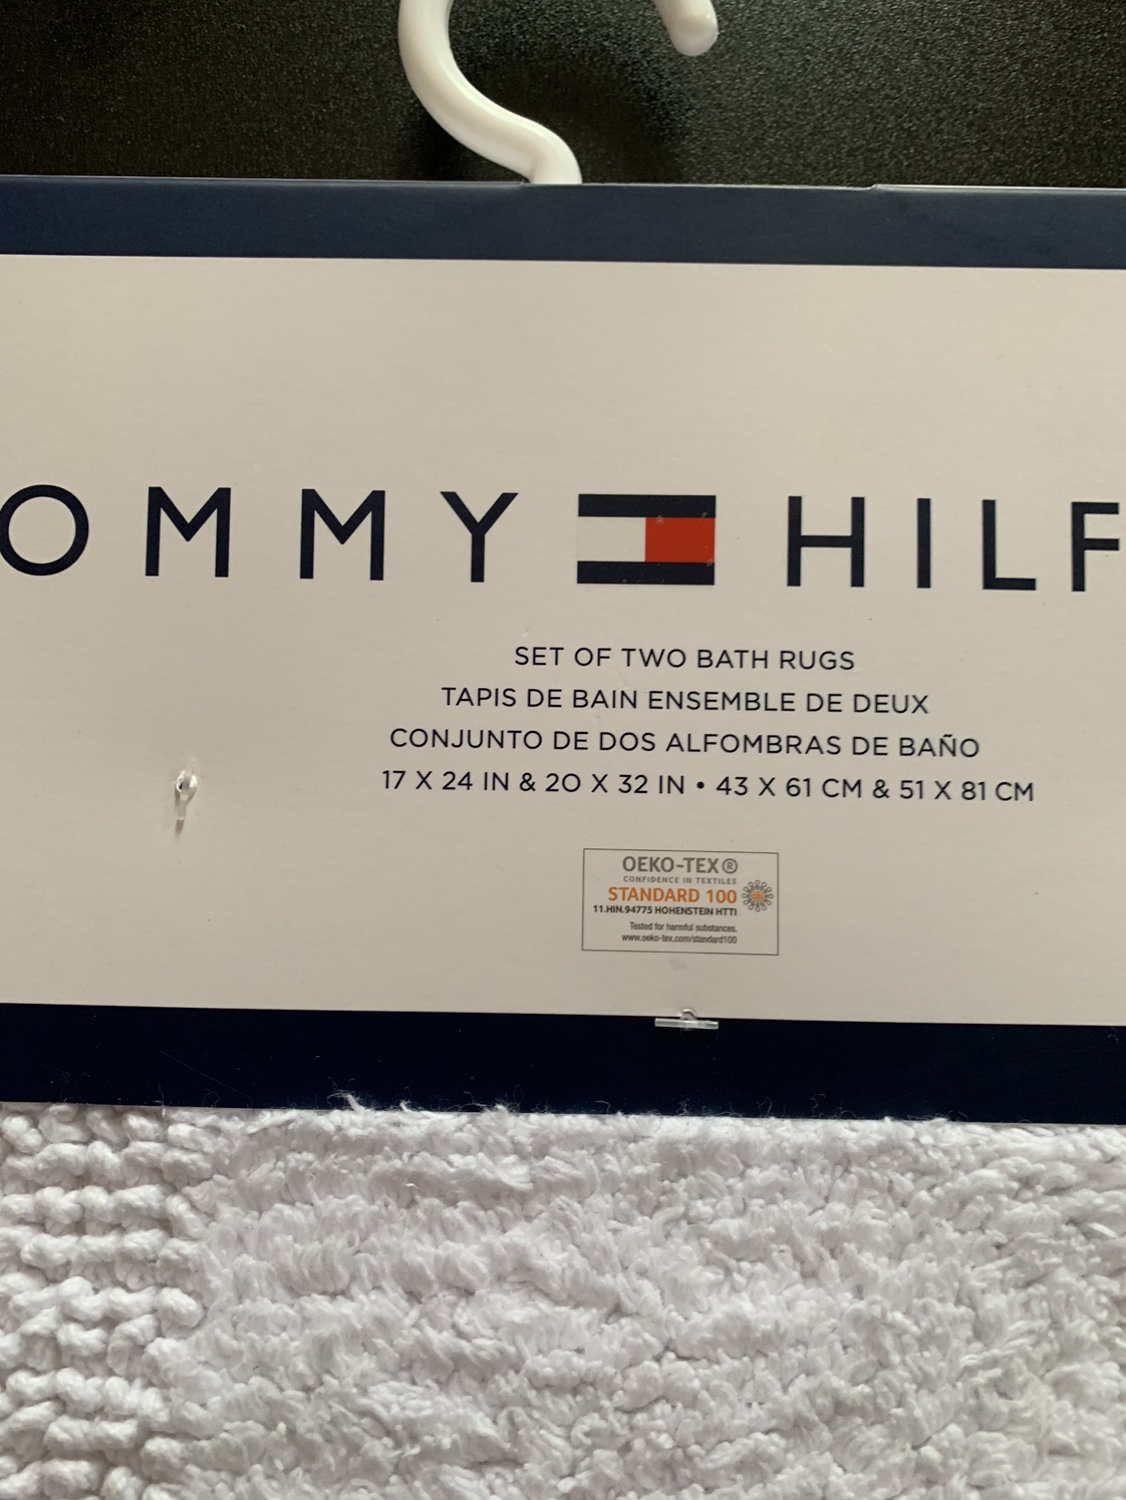 OMMY HILF
SET OF TWO BATH RUGS
TAPIS DE BAIN ENSEMBLE DE DEUX
CONJUNTO DE DOS ALFOMBRAS DE BAÑO
17 X 24 IN & 20 X 32 IN • 43 X 61 CM & 51 X 81 CM
OEKO-TEX®
CONFIDENCE IN TEXTILES
STANDARD 100
11.HIN.94775 HOHENSTEIN HTTI
Tested for harmful substances.
www.oeko-tex.com/standard100